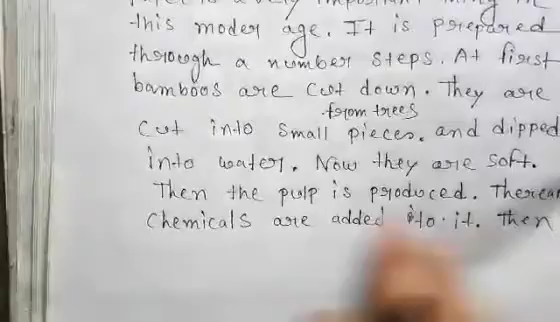 this moder age. It is prepared
through a number steps. At first
bamboos are cut down. They are
from trees
cut into small pieces. and dipped
into water. Now they are soft.
Then the pulp is produced.
Chemicals are added to it. Then